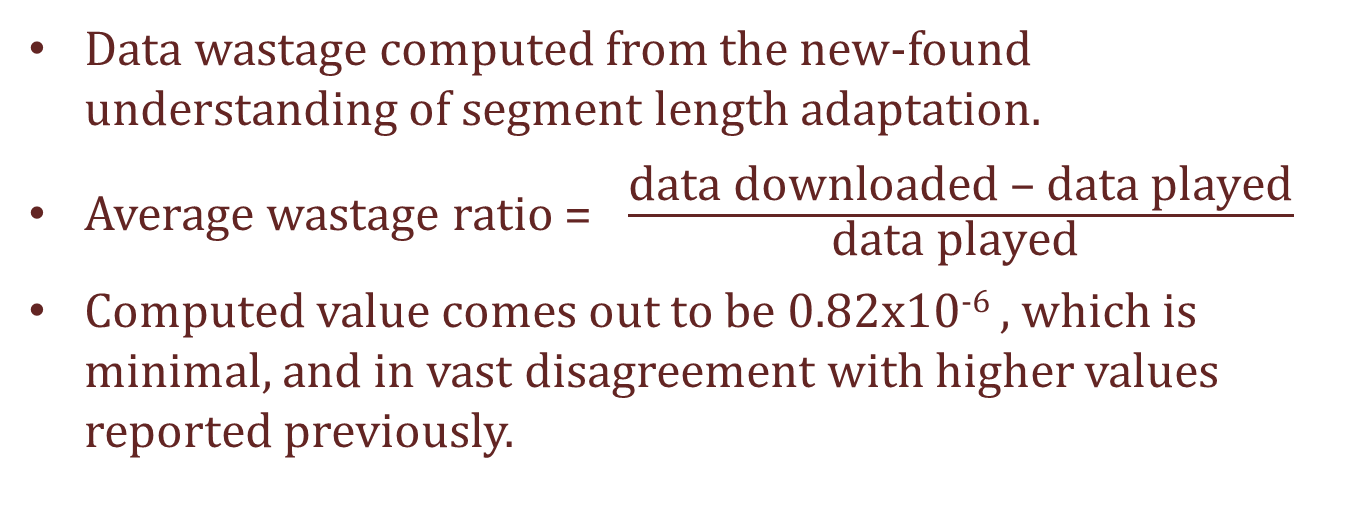 • Data wastage computed from the new-found
understanding of segment length adaptation.
• Average wastage ratio = data downloaded – data played
data played
• Computed value comes out to be 0.82x10⁻⁶ , which is
minimal, and in vast disagreement with higher values
reported previously.